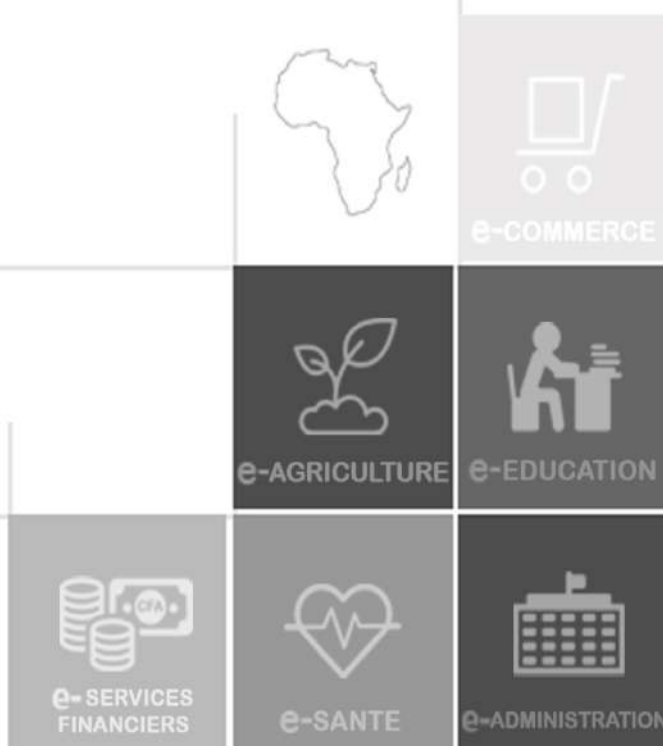 e-COMMERCE
e-AGRICULTURE
e-EDUCATION
CFA
e-SERVICES
FINANCIERS
e-SANTE
e-ADMINISTRATION